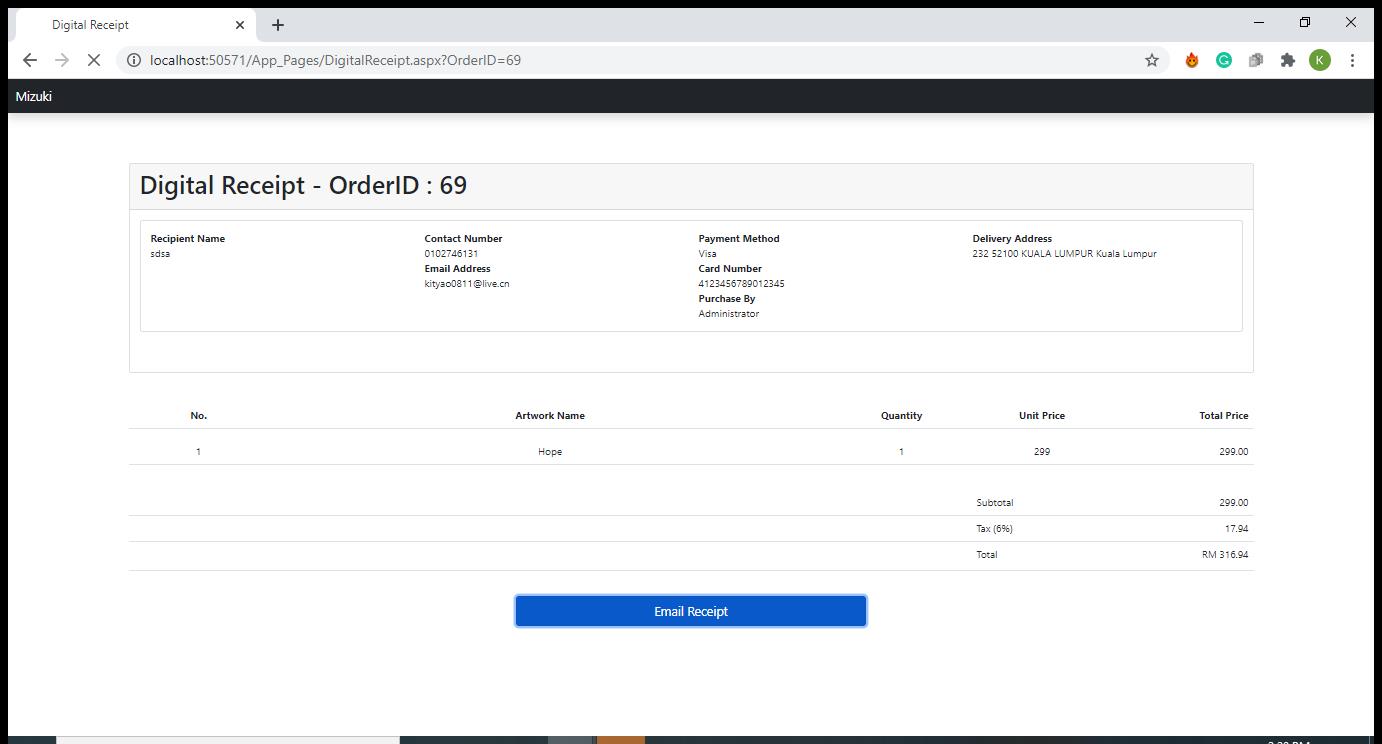 Digital Receipt
localhost:50571/App_Pages/DigitalReceipt.aspx?OrderID=69
K
Mizuki
Digital Receipt - OrderID : 69
Recipient Name
sdsa
Contact Number
0102746131
Email Address
kityao0811@live.cn
Payment Method
Visa
Card Number
4123456789012345
Purchase By
Administrator
Delivery Address
232 52100 KUALA LUMPUR Kuala Lumpur
No. Artwork Name Quantity Unit Price Total Price
1 Hope 1 299 299.00
Subtotal 299.00
Tax (6%) 17.94
Total RM 316.94
Email Receipt